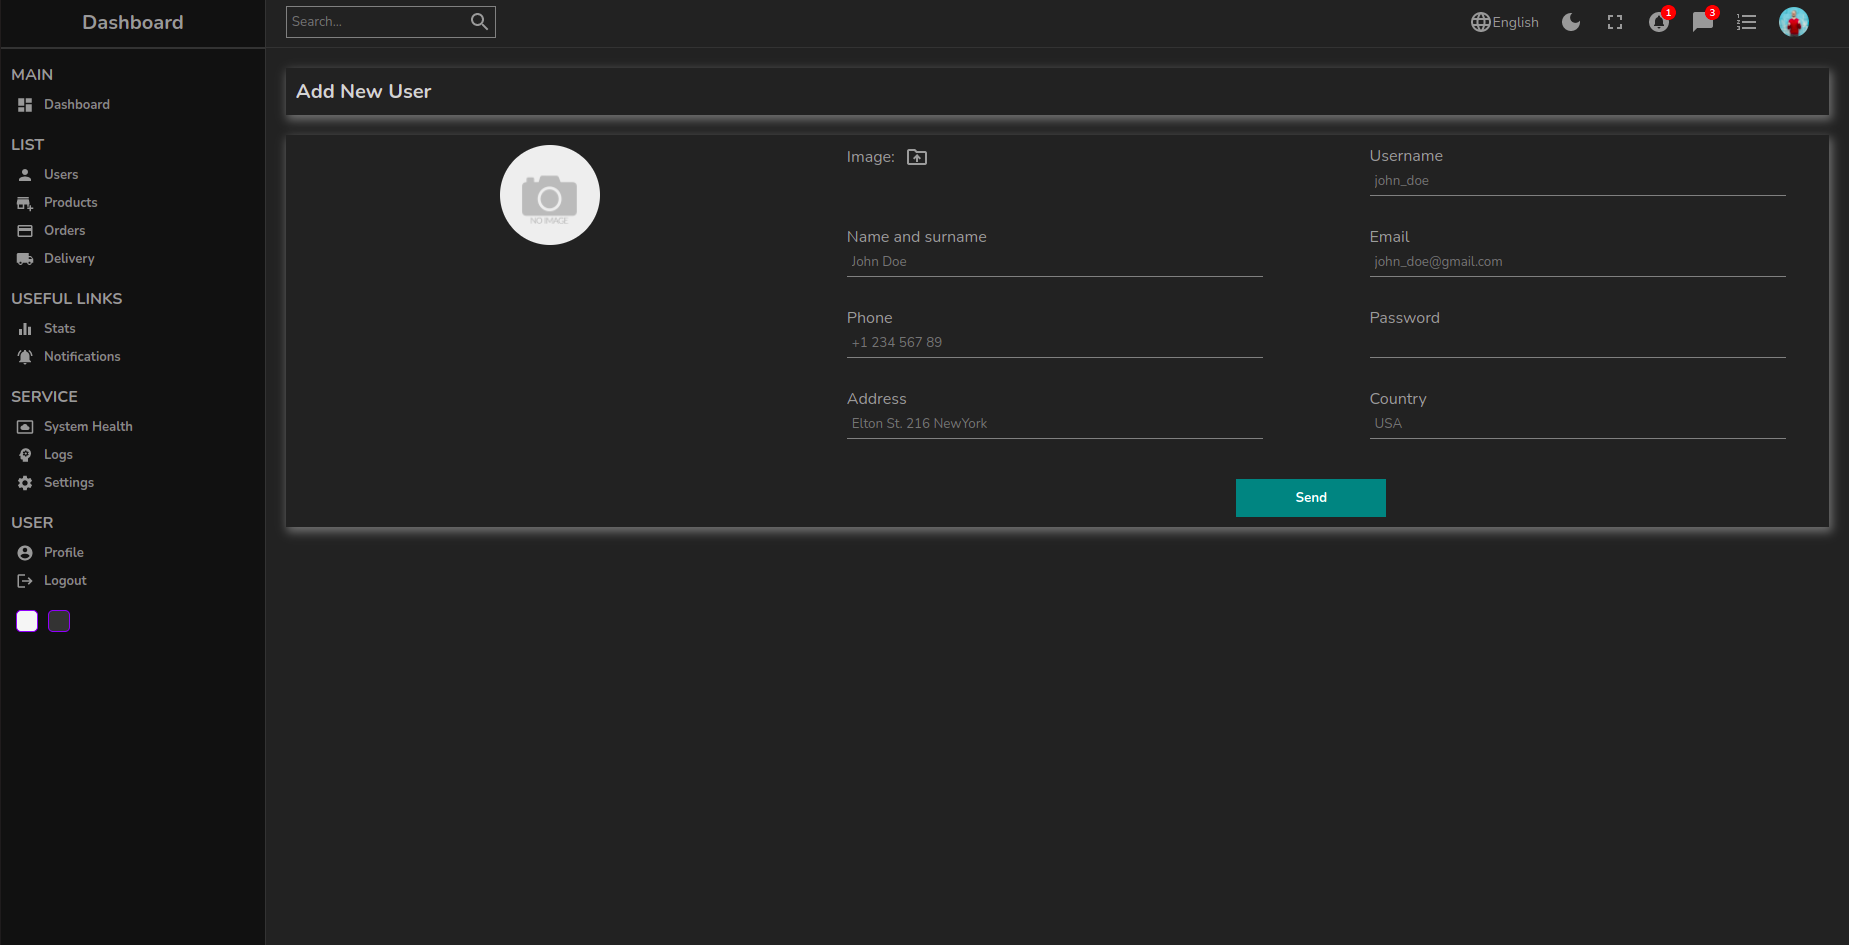 Dashboard
Search...
English
1
3
MAIN
Dashboard
LIST
Users
Products
Orders
Delivery
USEFUL LINKS
Stats
Notifications
SERVICE
System Health
Logs
Settings
USER
Profile
Logout
Add New User
NO IMAGE
Image:
Username
john_doe
Name and surname
John Doe
Email
john_doe@gmail.com
Phone
+1 234 567 89
Password
Address
Elton St. 216 NewYork
Country
USA
Send